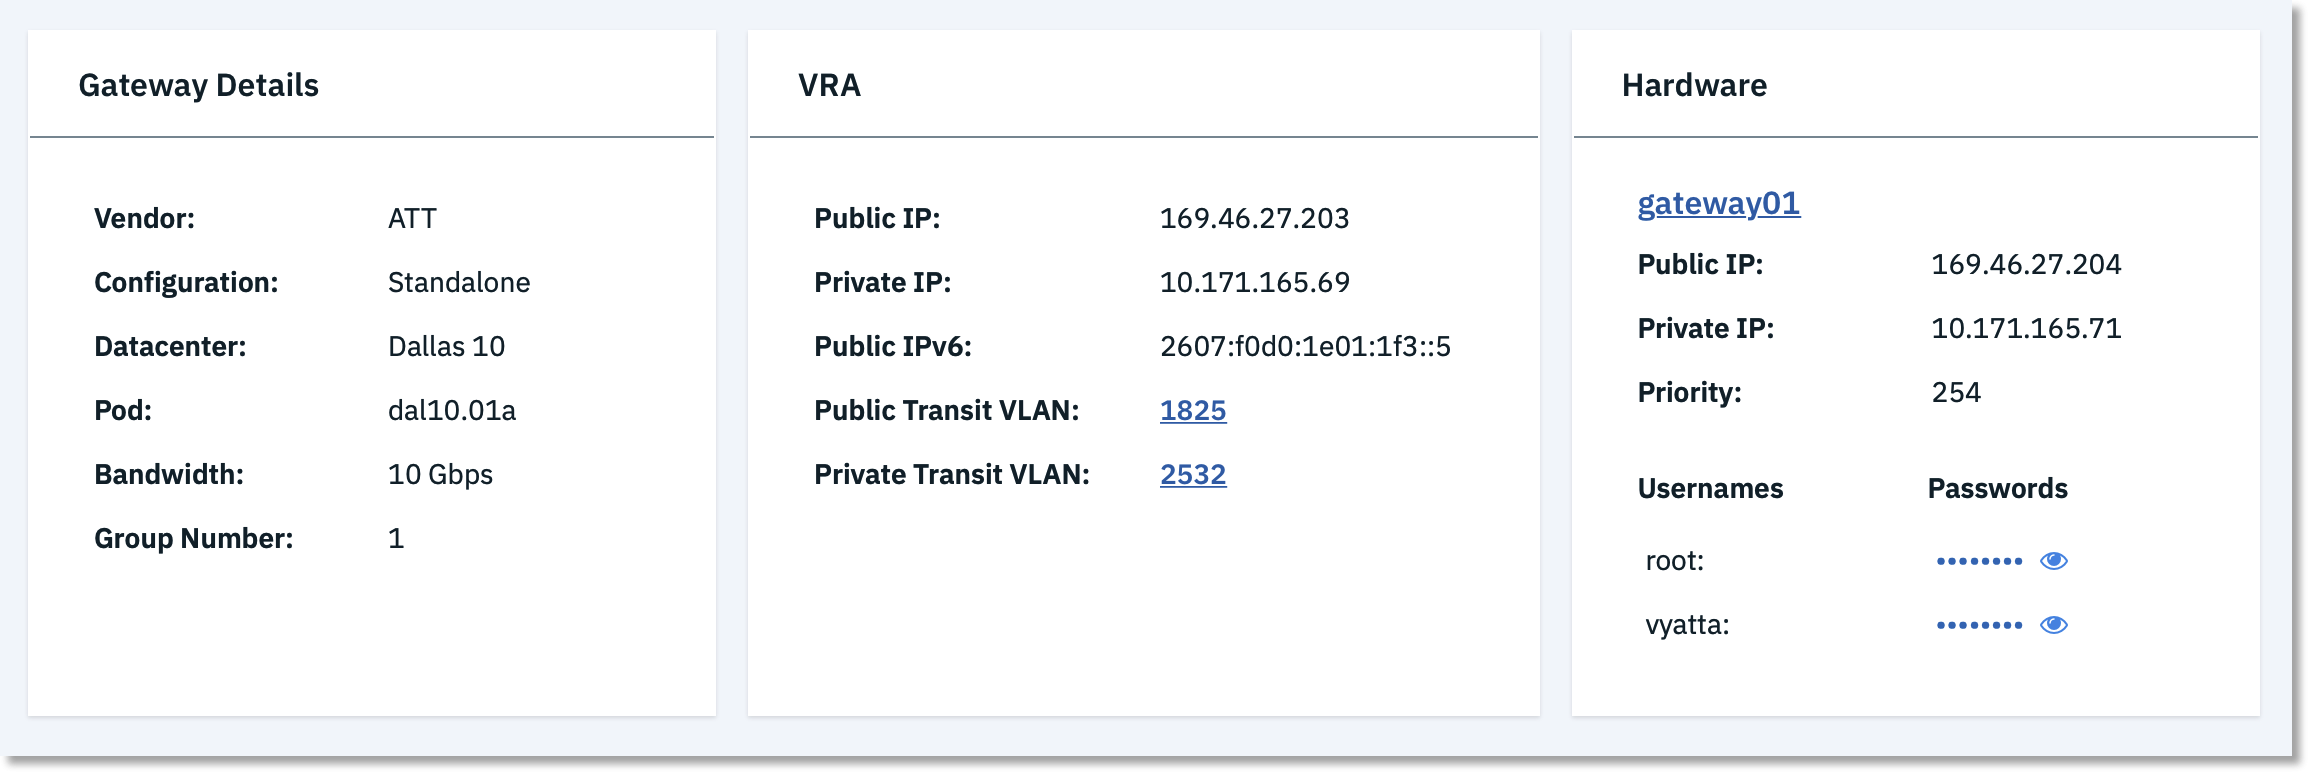 Gateway Details
Vendor: ATT
Configuration: Standalone
Datacenter: Dallas 10
Pod: dal10.01a
Bandwidth: 10 Gbps
Group Number: 1
VRA
Public IP: 169.46.27.203
Private IP: 10.171.165.69
Public IPv6: 2607:f0d0:1e01:1f3::5
Public Transit VLAN: 1825
Private Transit VLAN: 2532
Hardware
gateway01
Public IP: 169.46.27.204
Private IP: 10.171.165.71
Priority: 254
Usernames Passwords
root: ••••••••
vyatta: ••••••••